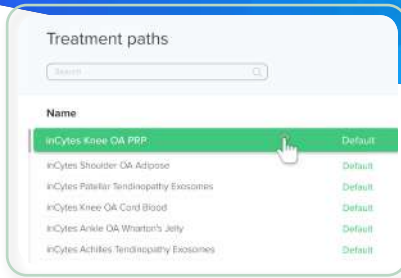 Treatment paths
Search
Name
inCytes Knee OA PRP Default
inCytes Shoulder OA Adipose Default
inCytes Patellar Tendinopathy Exosomes Default
inCytes Knee OA Cord Blood Default
inCytes Ankle OA Wharton's Jelly Default
inCytes Achilles Tendinopathy Exosomes Default